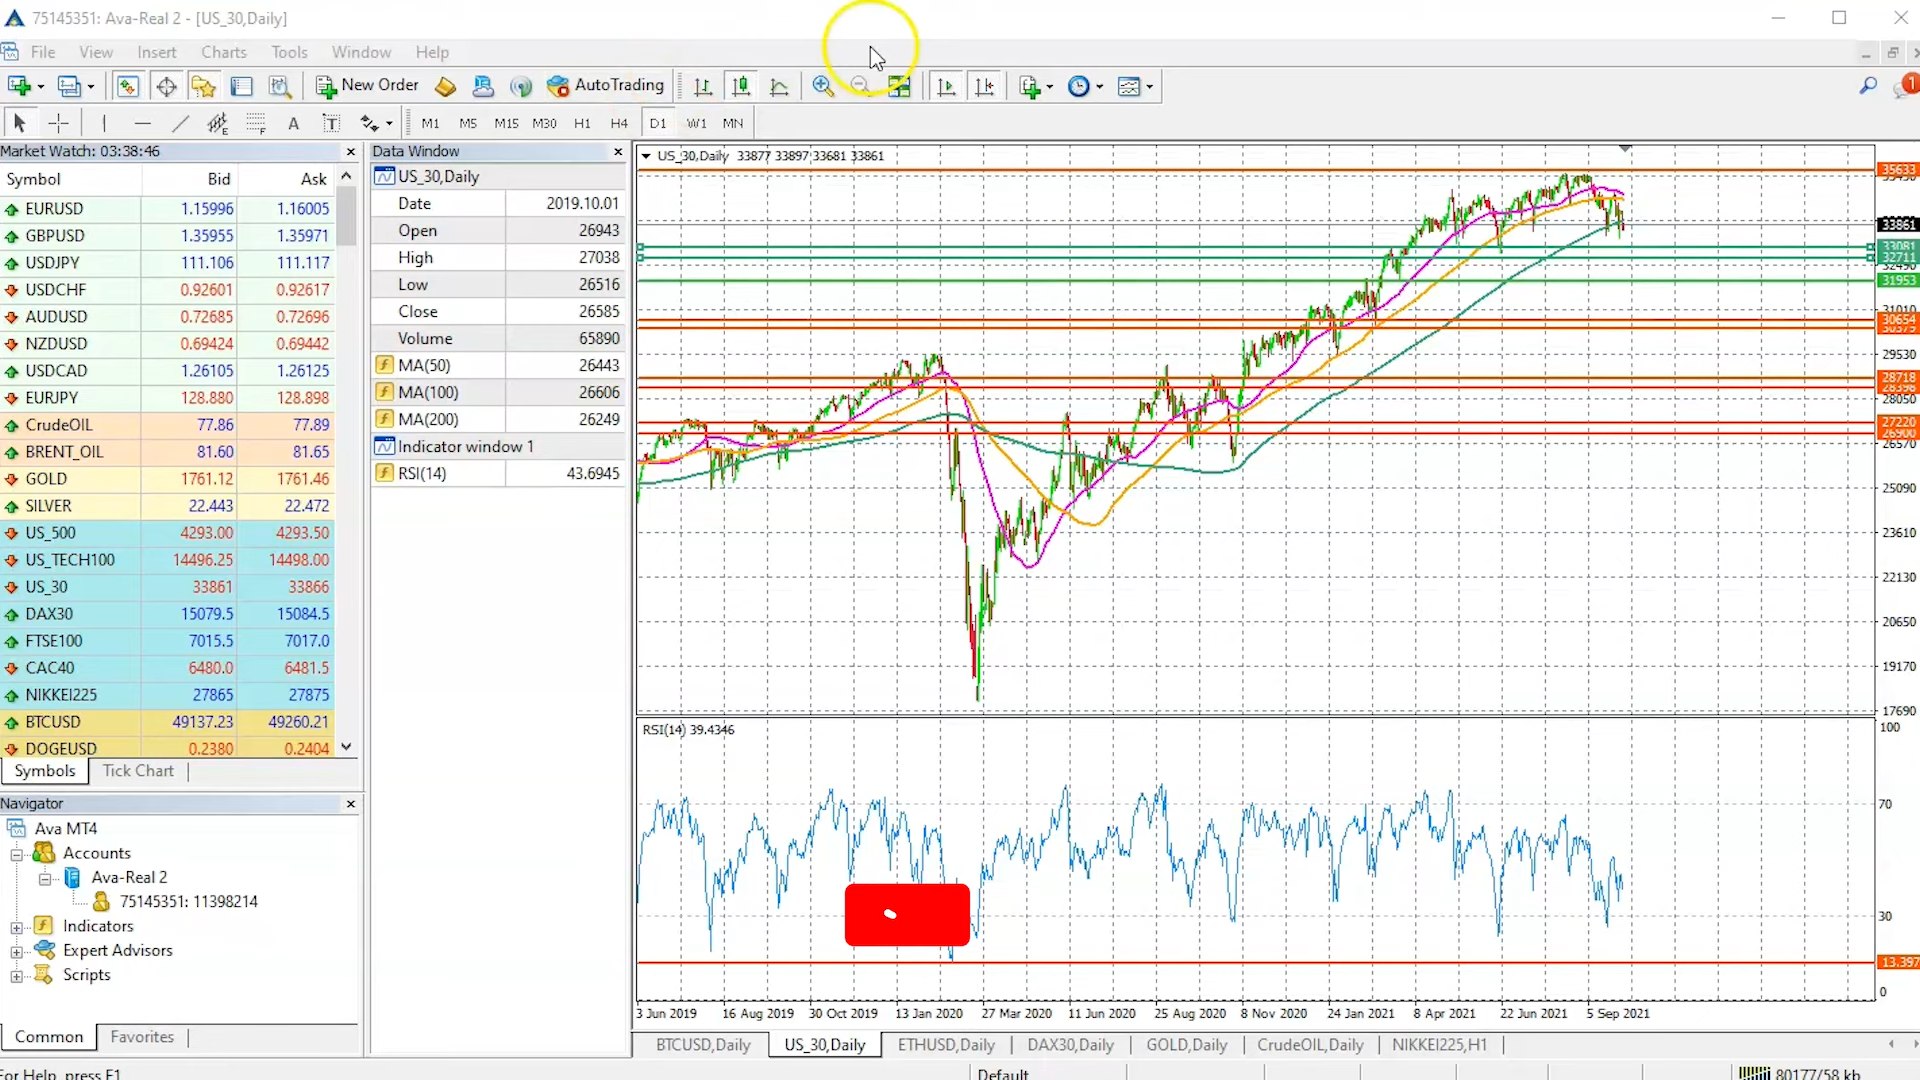 75145351: Ava-Real 2 - [US_30,Daily]
File View Insert Charts Tools Window Help
New Order AutoTrading 1
A T M1 M5 M15 M30 H1 H4 D1 W1 MN
Market Watch: 03:38:46
Symbol Bid Ask
EURUSD 1.15996 1.16005
GBPUSD 1.35955 1.35971
USDJPY 111.106 111.117
USDCHF 0.92601 0.92617
AUDUSD 0.72685 0.72696
NZDUSD 0.69424 0.69442
USDCAD 1.26105 1.26125
EURJPY 128.880 128.898
CrudeOIL 77.86 77.89
BRENT_OIL 81.60 81.65
GOLD 1761.12 1761.46
SILVER 22.443 22.472
US_500 4293.00 4293.50
US_TECH100 14496.25 14498.00
US_30 33861 33866
DAX30 15079.5 15084.5
FTSE100 7015.5 7017.0
CAC40 6480.0 6481.5
NIKKEI225 27865 27875
BTCUSD 49137.23 49260.21
DOGEUSD 0.2380 0.2404
Symbols Tick Chart
Navigator
Ava MT4
Accounts
Ava-Real 2
75145351: 11398214
Indicators
Expert Advisors
Scripts
Common Favorites
Data Window
US_30,Daily
Date 2019.10.01
Open 26943
High 27038
Low 26516
Close 26585
Volume 65890
MA(50) 26443
MA(100) 26606
MA(200) 26249
Indicator window 1
RSI(14) 43.6945
US_30,Daily 33877 33897 33681 33861
35633
33861
33081
32711
32490
31953
31010
30654
29530
28718
28050
27220
26900
26570
25090
23610
22130
20650
19170
17690
RSI(14) 39.4346
100
70
30
13.397
0
3 Jun 2019 16 Aug 2019 30 Oct 2019 13 Jan 2020 27 Mar 2020 11 Jun 2020 25 Aug 2020 8 Nov 2020 24 Jan 2021 8 Apr 2021 22 Jun 2021 5 Sep 2021
BTCUSD,Daily US_30,Daily ETHUSD,Daily DAX30,Daily GOLD,Daily CrudeOIL,Daily NIKKEI225,H1
For Help, press F1 Default 80177/58 kb